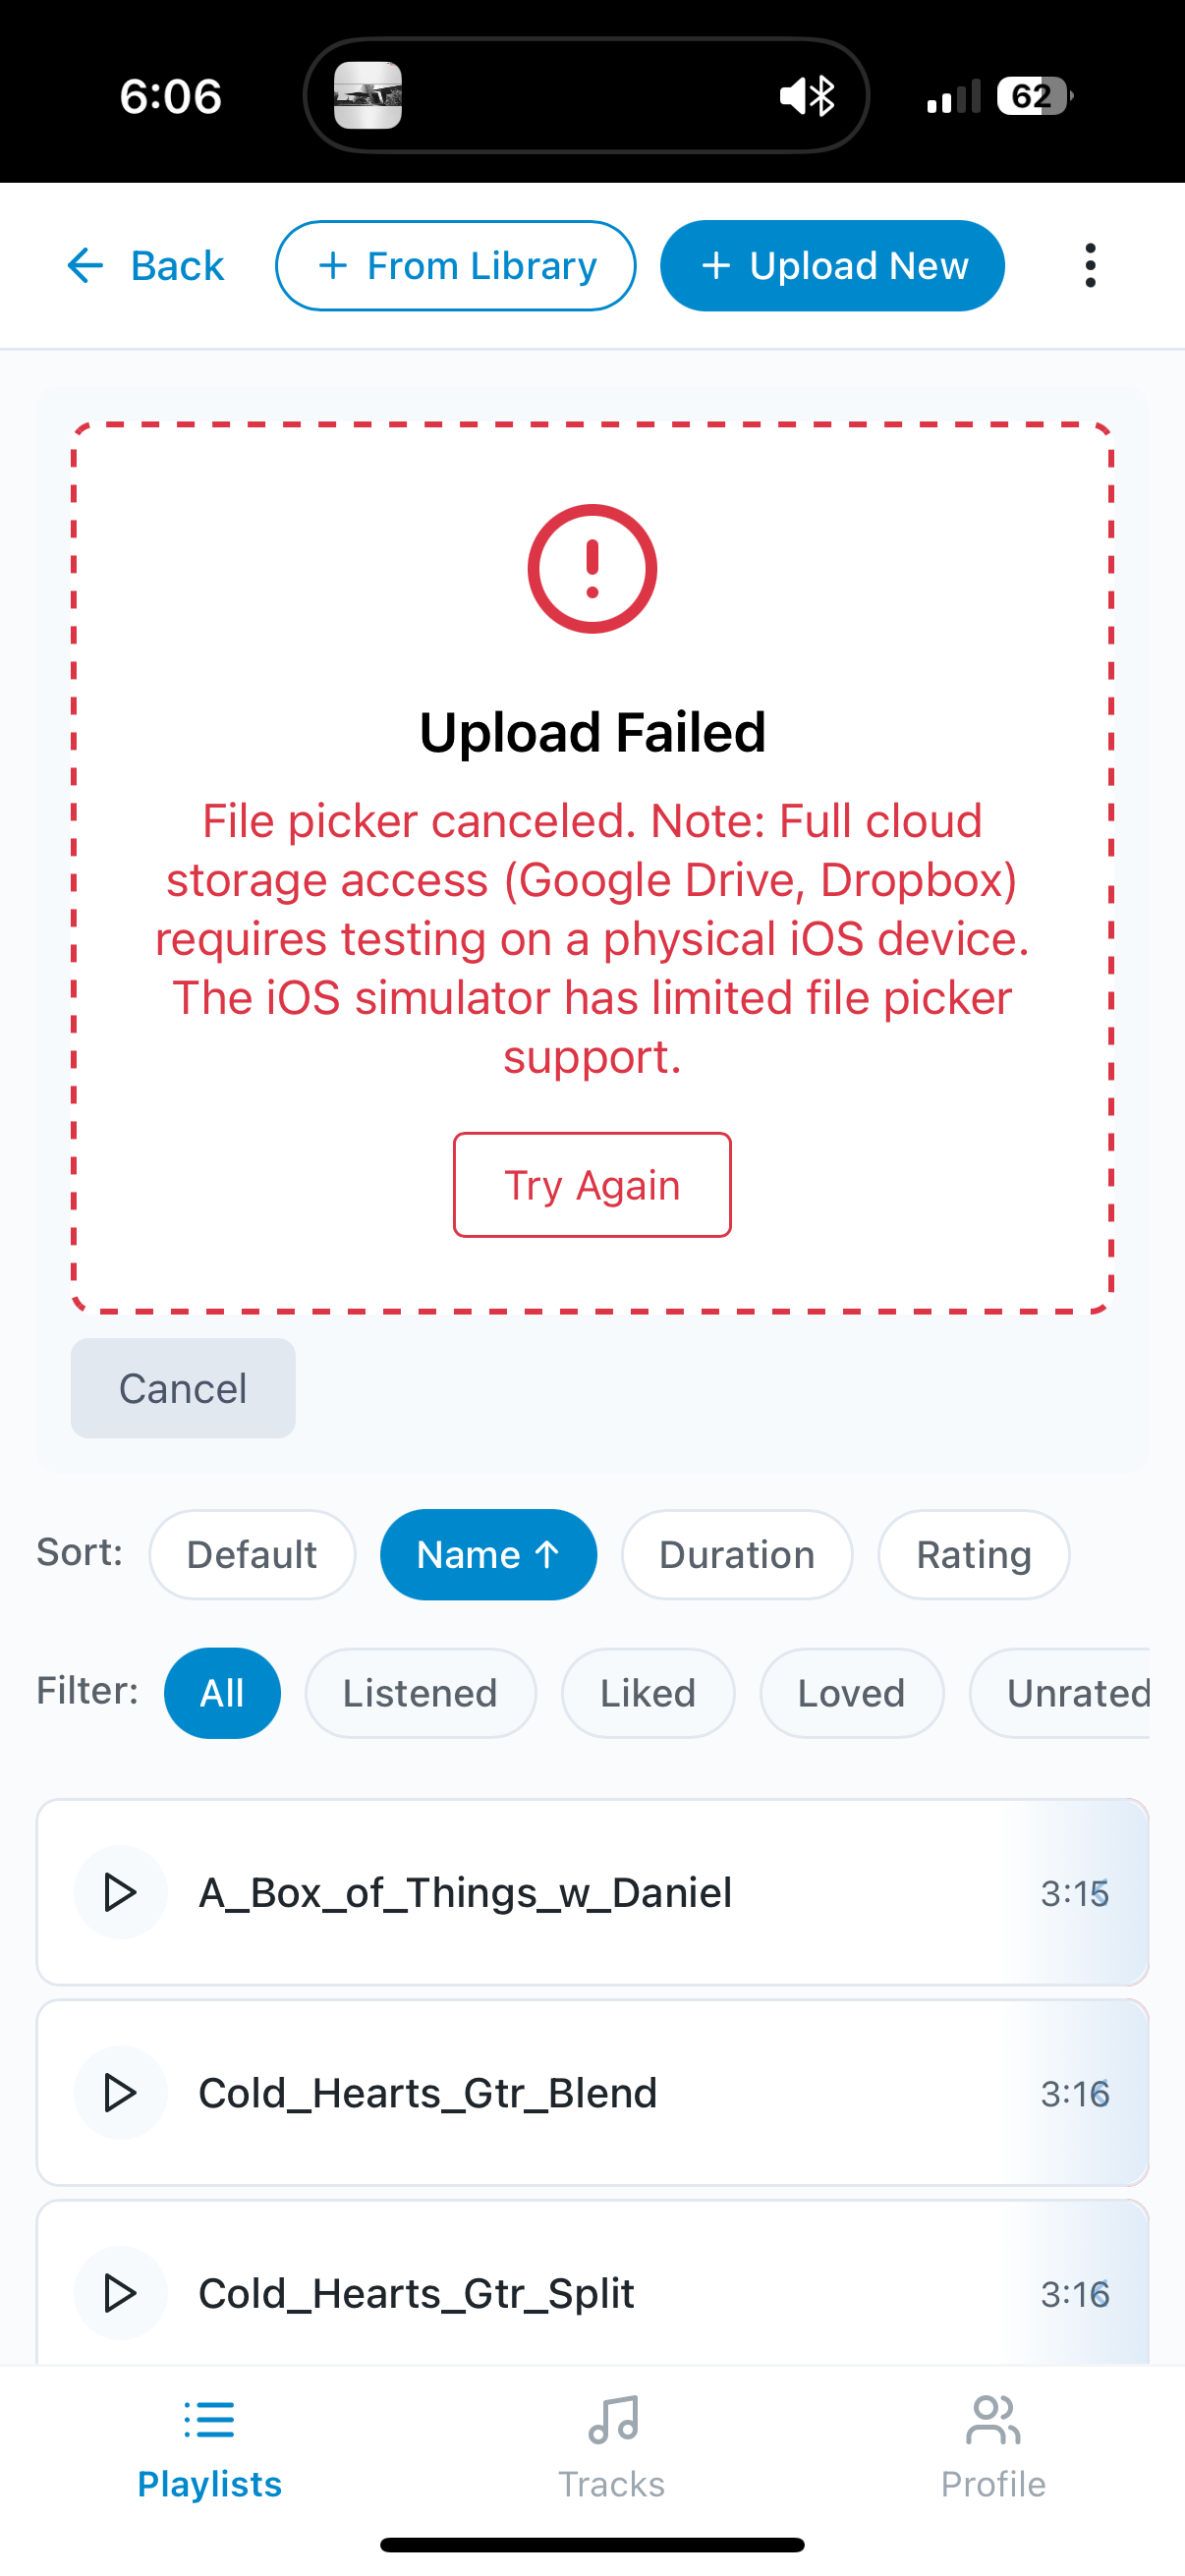 6:06
62
Back
+ From Library
+ Upload New
Upload Failed
File picker canceled. Note: Full cloud
storage access (Google Drive, Dropbox)
requires testing on a physical iOS device.
The iOS simulator has limited file picker
support.
Try Again
Cancel
Sort: Default Name ↑ Duration Rating
Filter: All Listened Liked Loved Unrated
A_Box_of_Things_w_Daniel 3:15
Cold_Hearts_Gtr_Blend 3:16
Cold_Hearts_Gtr_Split 3:16
Playlists Tracks Profile